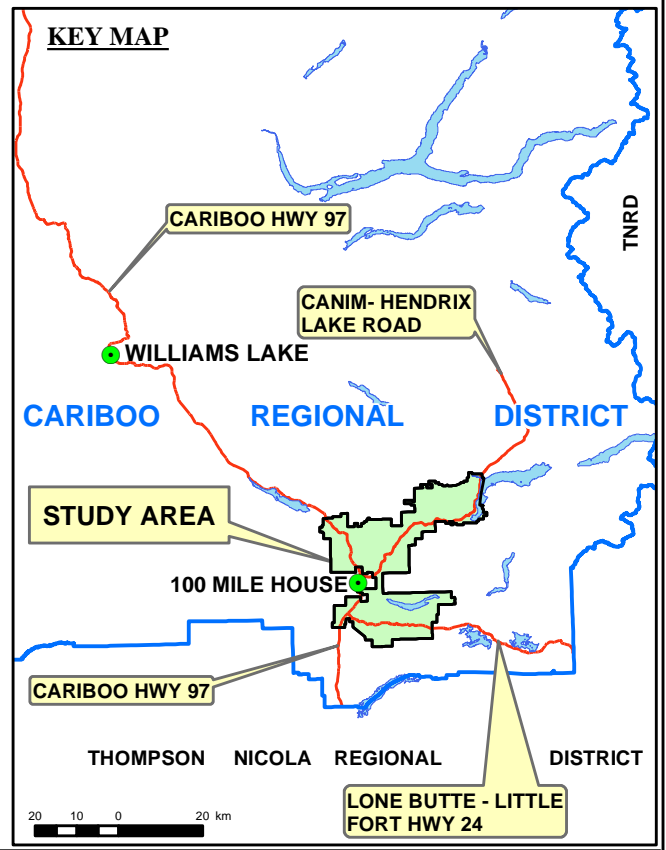 KEY MAP
CARIBOO HWY 97
TNRD
CANIM- HENDRIX
LAKE ROAD
WILLIAMS LAKE
CARIBOO REGIONAL DISTRICT
STUDY AREA
100 MILE HOUSE
CARIBOO HWY 97
THOMPSON NICOLA REGIONAL DISTRICT
LONE BUTTE - LITTLE
FORT HWY 24
20 10 0 20 km